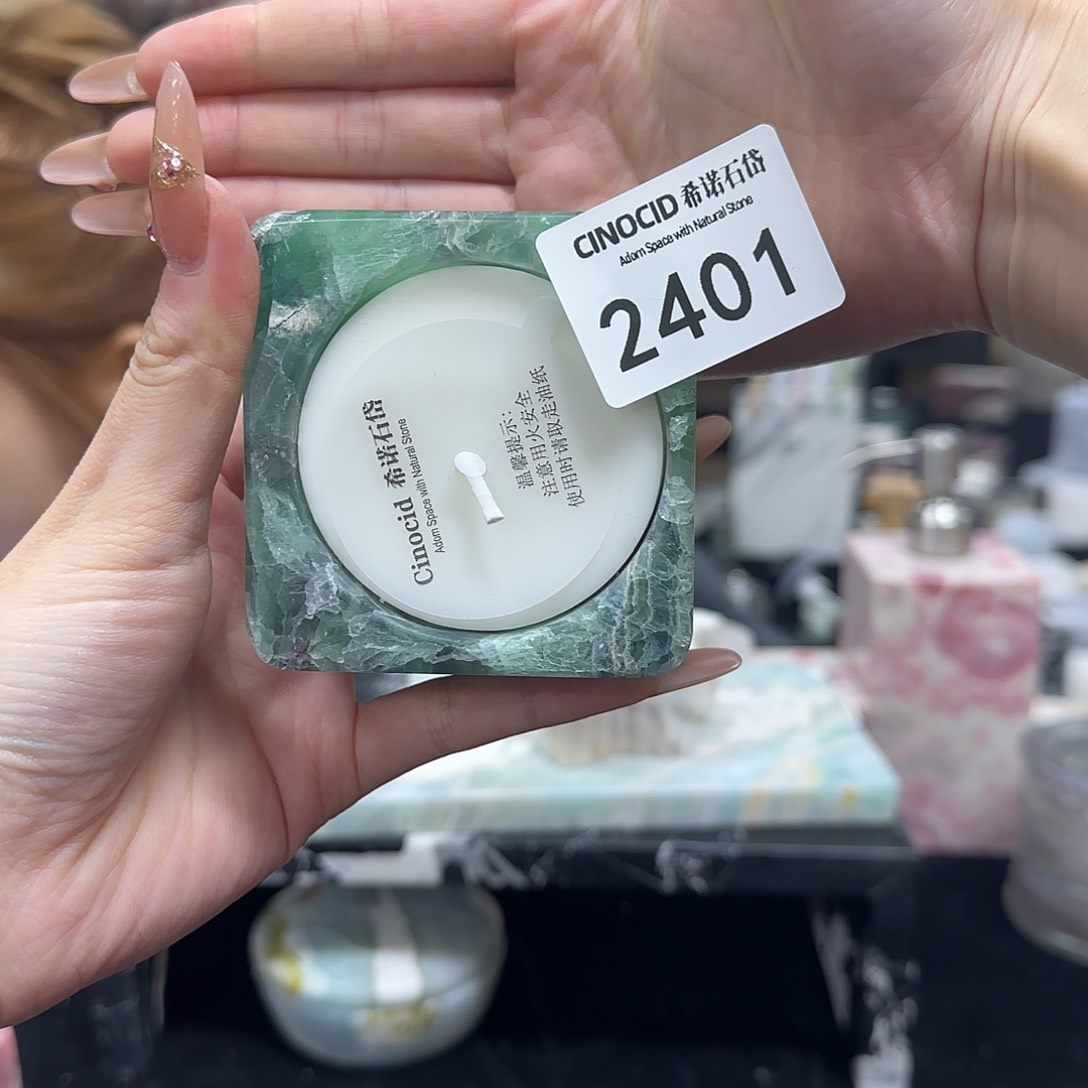 CINOCID 希诺石岱
Adorn Space with Natural Stone
2401
Cinocid 希诺石岱
Adorn Space with Natural Stone
温馨提示:
注意用火安全
使用时请取走油纸